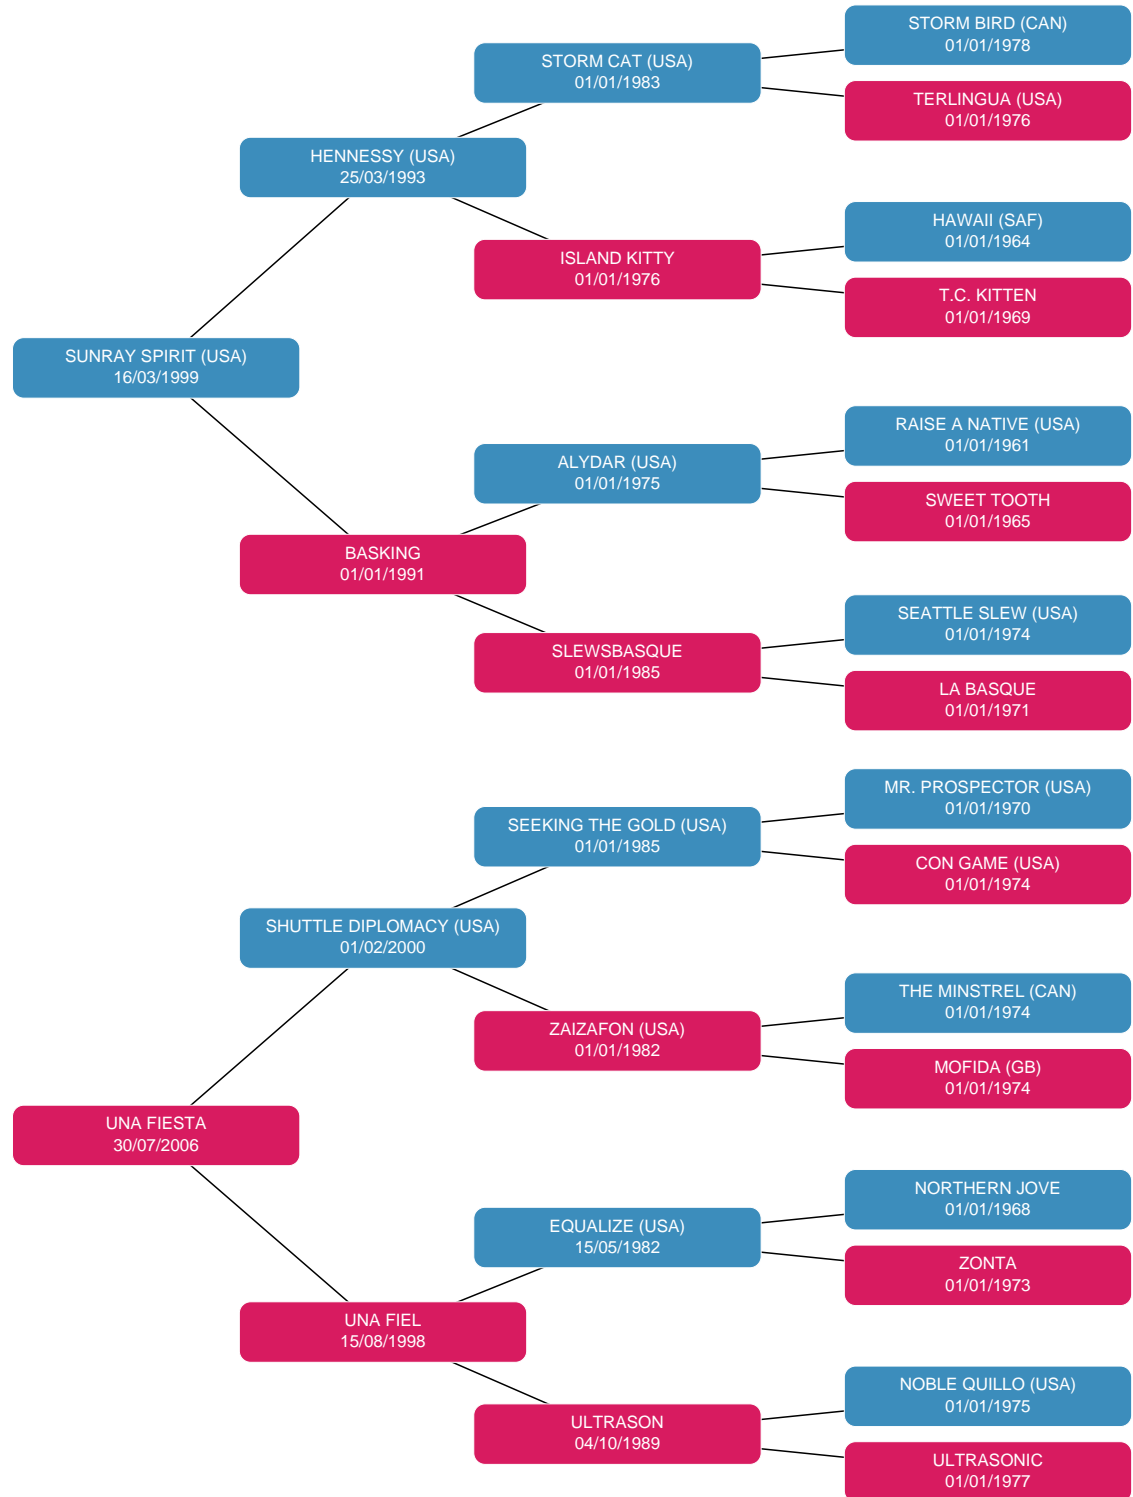 STORM BIRD (CAN)
01/01/1978
STORM CAT (USA)
01/01/1983
TERLINGUA (USA)
01/01/1976
HENNESSY (USA)
25/03/1993
HAWAII (SAF)
01/01/1964
ISLAND KITTY
01/01/1976
T.C. KITTEN
01/01/1969
SUNRAY SPIRIT (USA)
16/03/1999
RAISE A NATIVE (USA)
01/01/1961
ALYDAR (USA)
01/01/1975
SWEET TOOTH
01/01/1965
BASKING
01/01/1991
SEATTLE SLEW (USA)
01/01/1974
SLEWSBASQUE
01/01/1985
LA BASQUE
01/01/1971
MR. PROSPECTOR (USA)
01/01/1970
SEEKING THE GOLD (USA)
01/01/1985
CON GAME (USA)
01/01/1974
SHUTTLE DIPLOMACY (USA)
01/02/2000
THE MINSTREL (CAN)
01/01/1974
ZAIZAFON (USA)
01/01/1982
MOFIDA (GB)
01/01/1974
UNA FIESTA
30/07/2006
NORTHERN JOVE
01/01/1968
EQUALIZE (USA)
15/05/1982
ZONTA
01/01/1973
UNA FIEL
15/08/1998
NOBLE QUILLO (USA)
01/01/1975
ULTRASON
04/10/1989
ULTRASONIC
01/01/1977